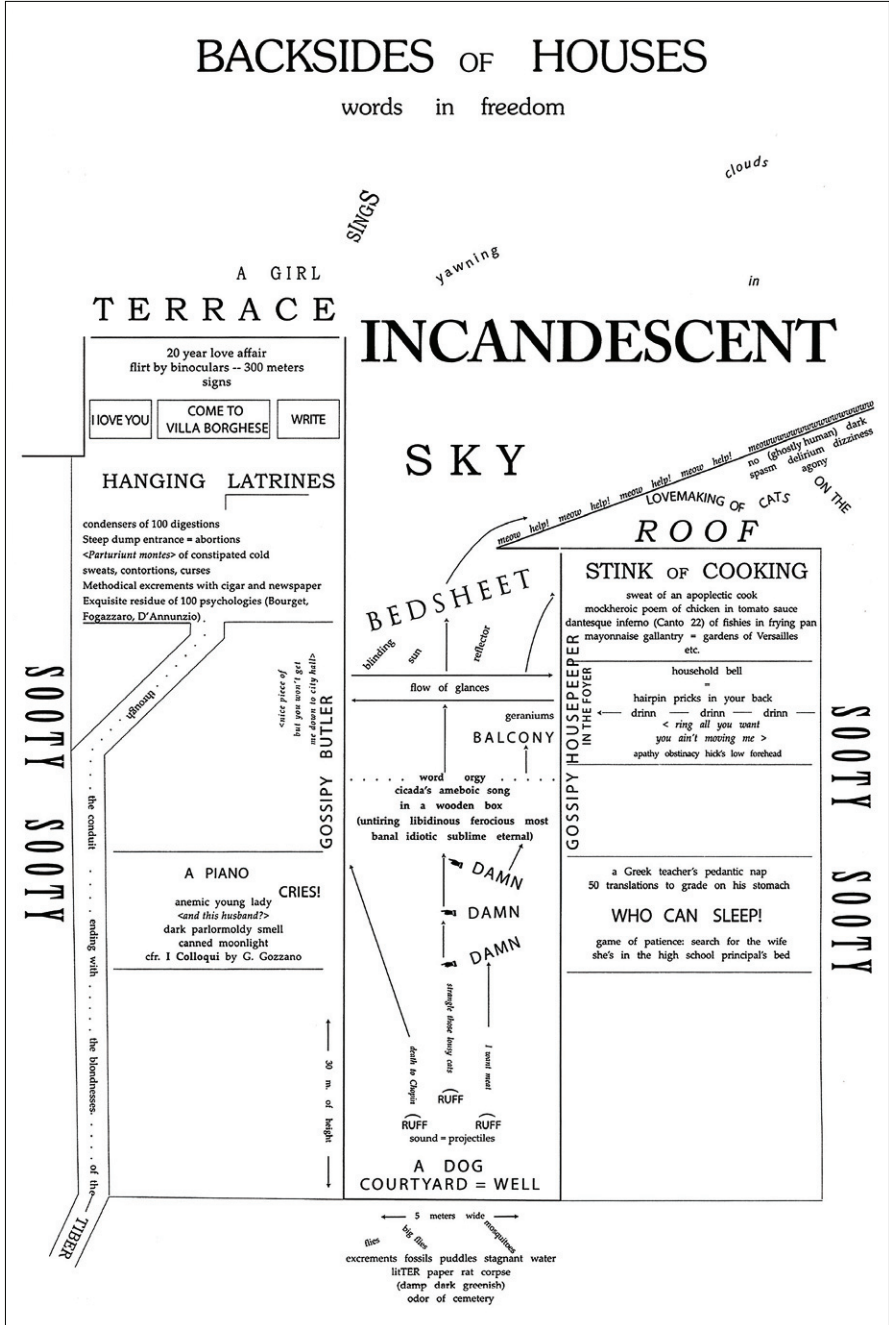 BACKSIDES OF HOUSES
words in freedom
clouds
SINGS
yawning
in
A GIRL
TERRACE
INCANDESCENT
20 year love affair
flirt by binoculars -- 300 meters
signs
I lOVE YOU
COME TO
VILLA BORGHESE
WRITE
SKY
meow help! meow help! meow help! meow help! meowwwwwwwwwwwwww
no (ghostly human) dark
spasm delirium dizziness
agony
LOVEMAKING OF CATS ON THE
ROOF
HANGING LATRINES
condensers of 100 digestions
Steep dump entrance = abortions
<Parturiunt montes> of constipated cold
sweats, contortions, curses
Methodical excrements with cigar and newspaper
Exquisite residue of 100 psychologies (Bourget,
Fogazzaro, D'Annunzio)
through
the conduit
ending with
the blondnesses
of the
TIBER
SOOTY SOOTY
<nice piece of
but you won't get
me down to city hall>
GOSSIPY BUTLER
A PIANO
CRIES!
anemic young lady
<and this husband?>
dark parlormoldy smell
canned moonlight
cfr. I Colloqui by G. Gozzano
30 m. of height
BEDSHEET
blinding
sun
reflector
flow of glances
geraniums
BALCONY
word orgy
cicada's ameboic song
in a wooden box
(untiring libidinous ferocious most
banal idiotic sublime eternal)
DAMN
DAMN
DAMN
death to Chopin
strangle those lousy cats
I want meat
RUFF
RUFF
RUFF
sound = projectiles
A DOG
COURTYARD = WELL
STINK OF COOKING
sweat of an apoplectic cook
mockheroic poem of chicken in tomato sauce
dantesque inferno (Canto 22) of fishies in frying pan
mayonnaise gallantry = gardens of Versailles
etc.
GOSSIPY HOUSEPEEPER
IN THE FOYER
household bell
=
hairpin pricks in your back
drinn — drinn — drinn
< ring all you want
you ain't moving me >
apathy obstinacy hick's low forehead
a Greek teacher's pedantic nap
50 translations to grade on his stomach
WHO CAN SLEEP!
game of patience: search for the wife
she's in the high school principal's bed
SOOTY SOOTY
5 meters wide
flies
big flies
mosquitoes
excrements fossils puddles stagnant water
litTER paper rat corpse
(damp dark greenish)
odor of cemetery